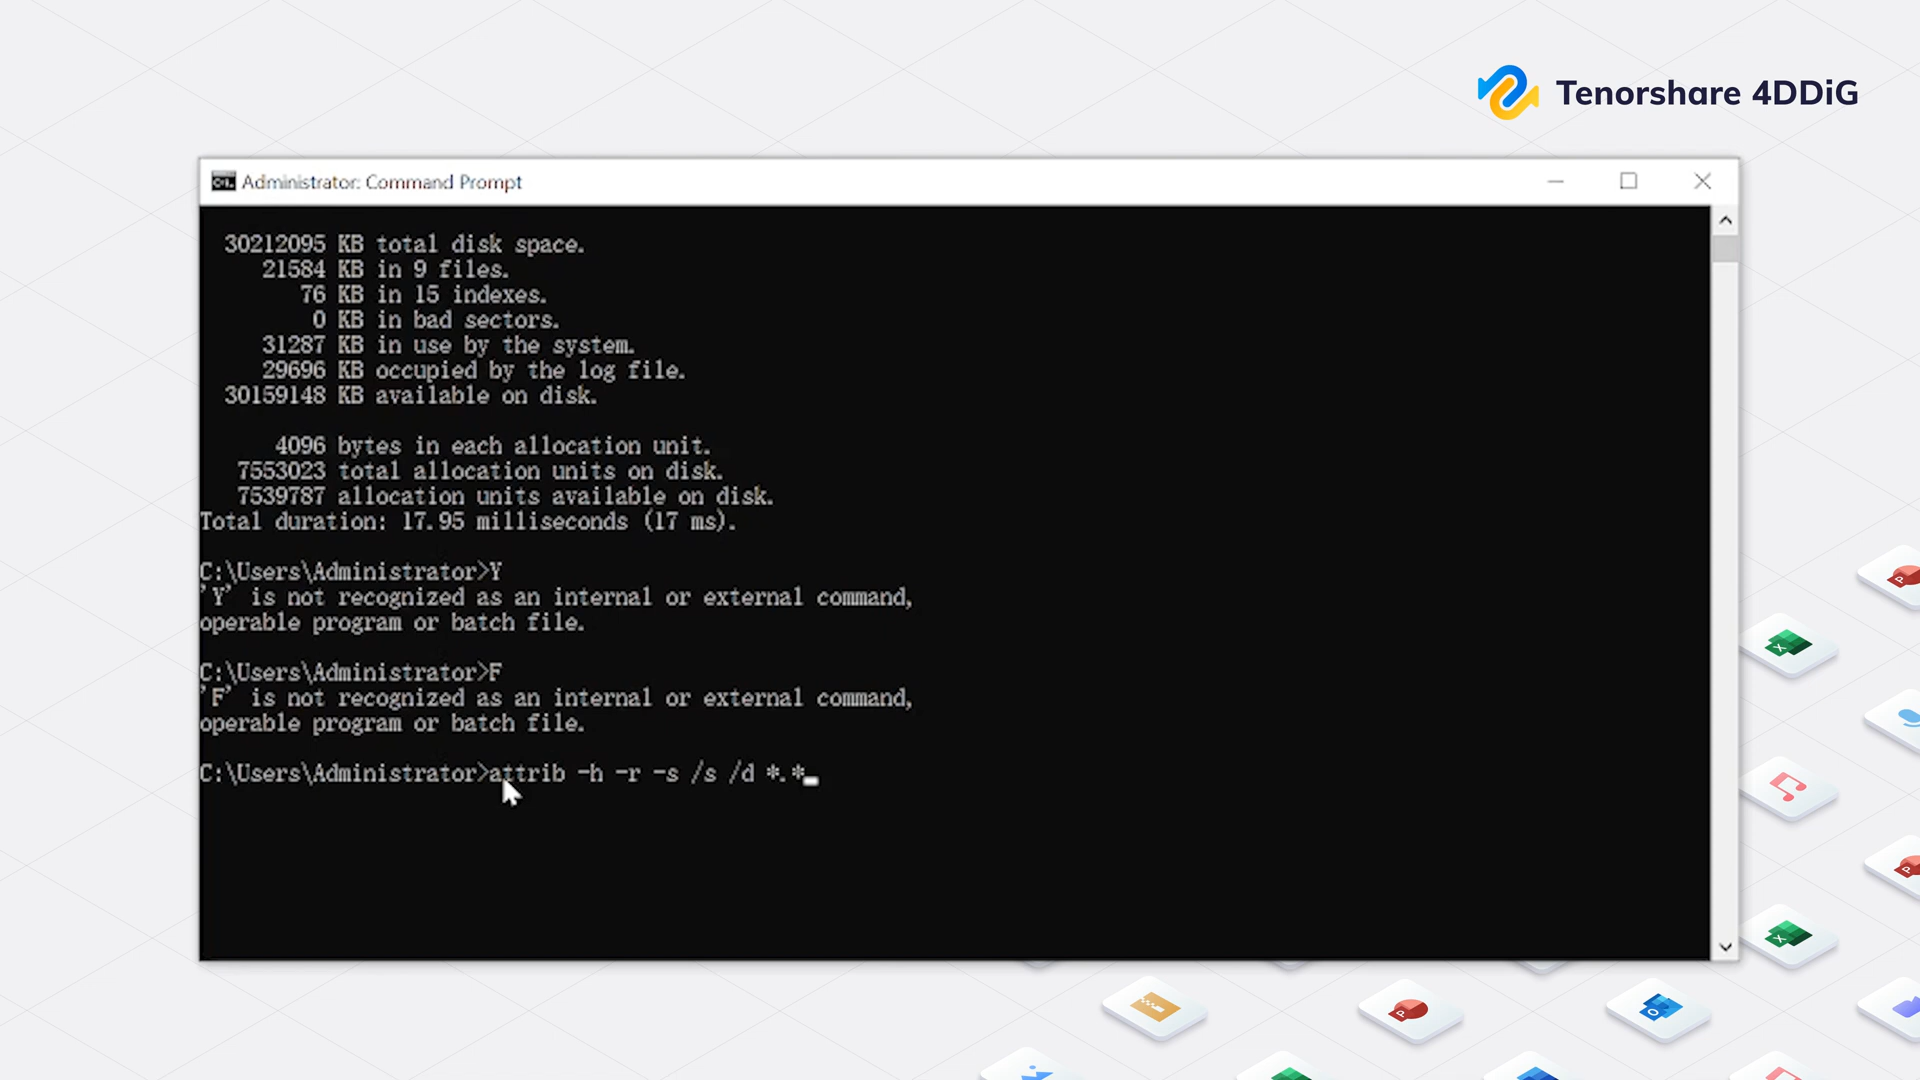 Tenorshare 4DDiG
Administrator: Command Prompt
30212095 KB total disk space.
21584 KB in 9 files.
76 KB in 15 indexes.
0 KB in bad sectors.
31287 KB in use by the system.
29696 KB occupied by the log file.
30159148 KB available on disk.
4096 bytes in each allocation unit.
7553023 total allocation units on disk.
7539787 allocation units available on disk.
Total duration: 17.95 milliseconds (17 ms).
C:\Users\Administrator>Y
'Y' is not recognized as an internal or external command,
operable program or batch file.
C:\Users\Administrator>F
'F' is not recognized as an internal or external command,
operable program or batch file.
C:\Users\Administrator>attrib -h -r -s /s /d *.*